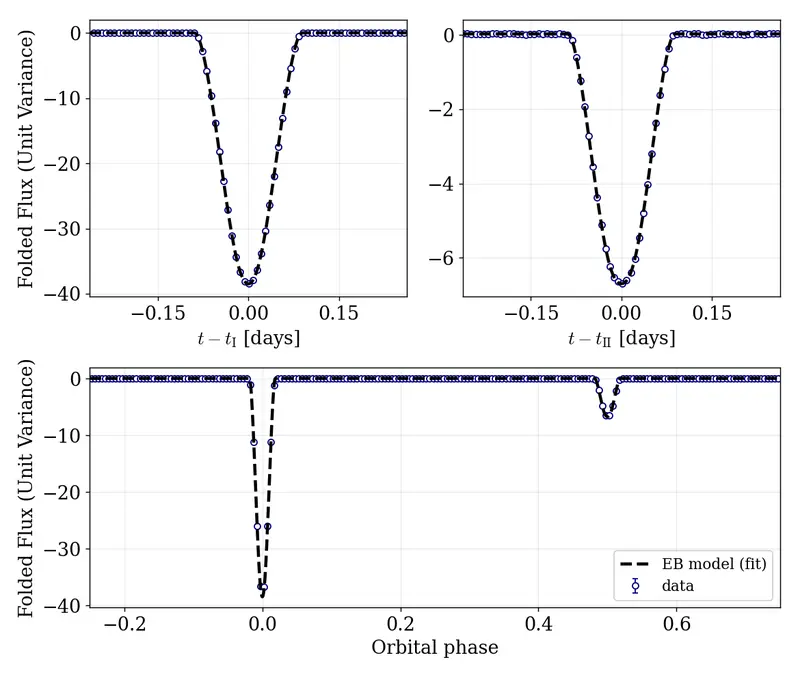 Folded Flux (Unit Variance)
0
−10
−20
−30
−40
−0.15 0.00 0.15
t − tI [days]
0
−2
−4
−6
−0.15 0.00 0.15
t − tII [days]
Folded Flux (Unit Variance)
0
−10
−20
−30
−40
−0.2 0.0 0.2 0.4 0.6
Orbital phase
EB model (fit)
data